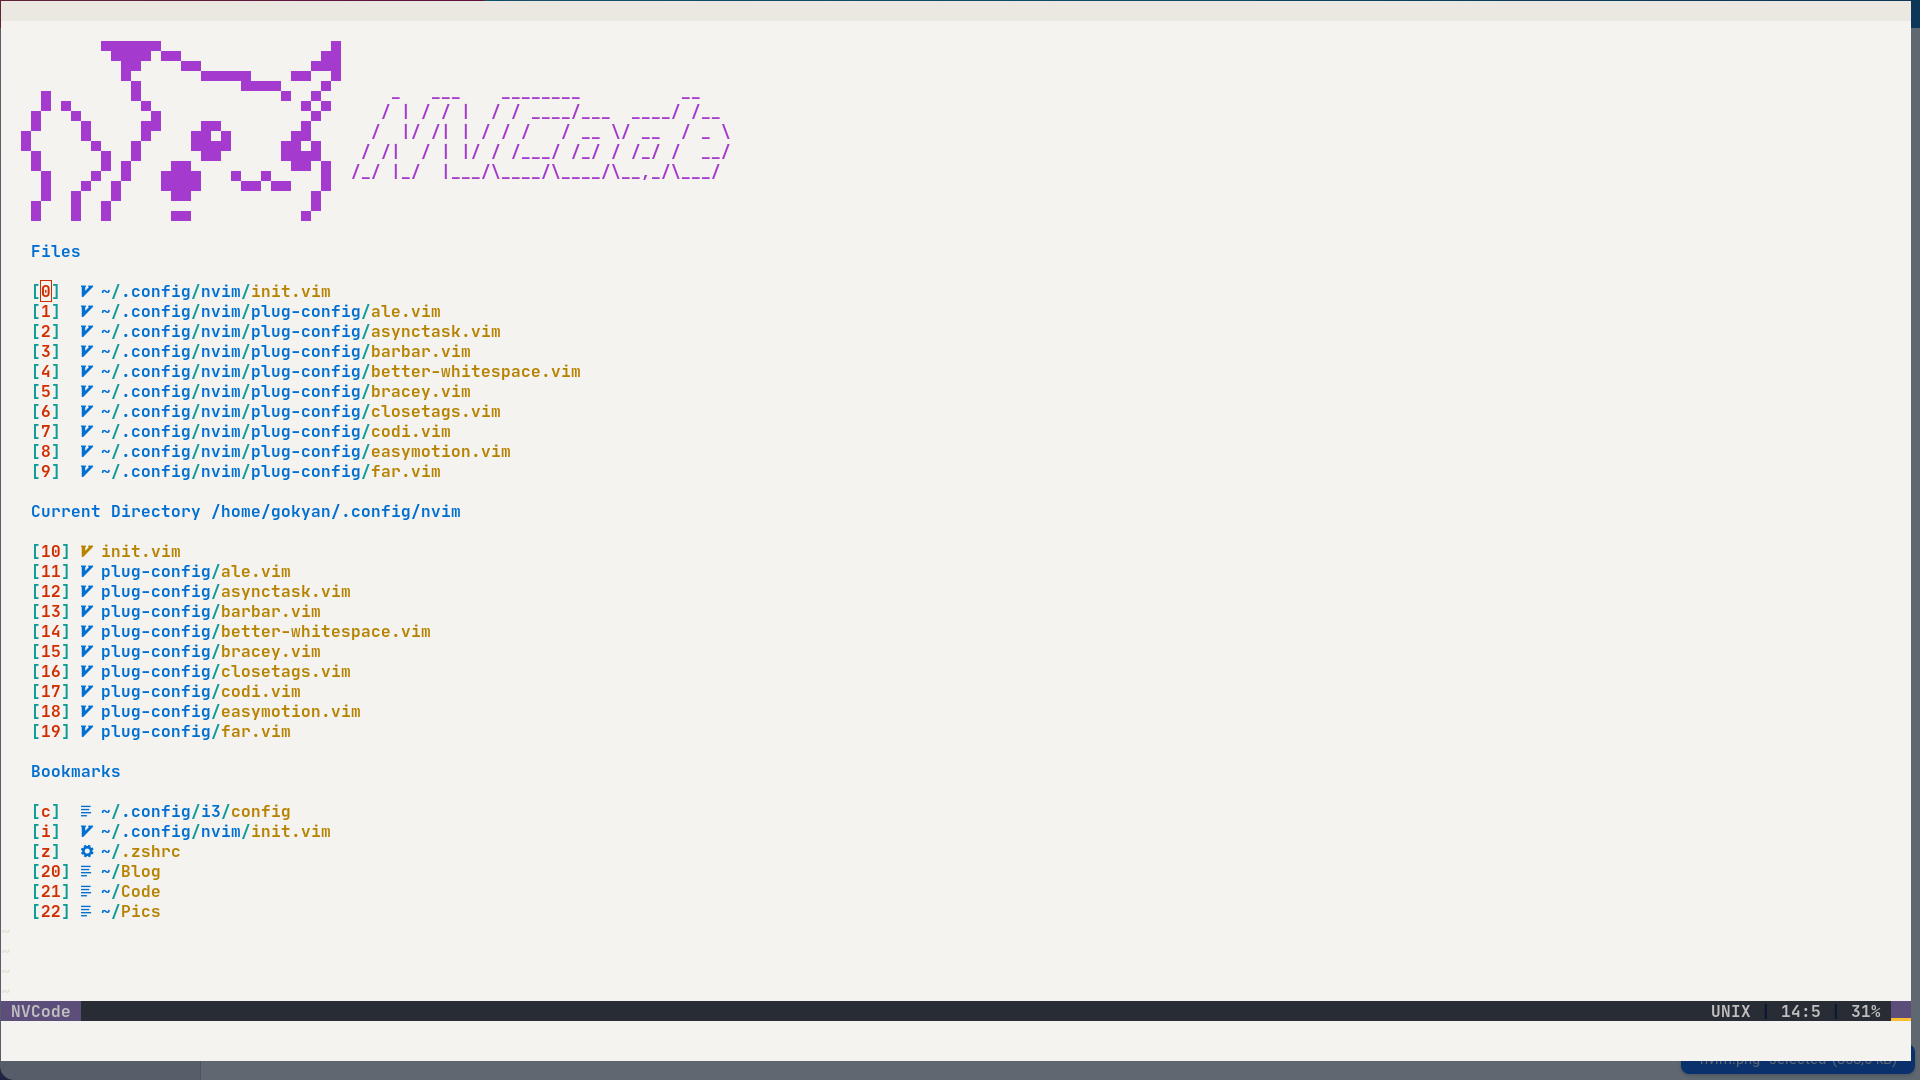 NVCode
Files
[0] ~/.config/nvim/init.vim
[1] ~/.config/nvim/plug-config/ale.vim
[2] ~/.config/nvim/plug-config/asynctask.vim
[3] ~/.config/nvim/plug-config/barbar.vim
[4] ~/.config/nvim/plug-config/better-whitespace.vim
[5] ~/.config/nvim/plug-config/bracey.vim
[6] ~/.config/nvim/plug-config/closetags.vim
[7] ~/.config/nvim/plug-config/codi.vim
[8] ~/.config/nvim/plug-config/easymotion.vim
[9] ~/.config/nvim/plug-config/far.vim
Current Directory /home/gokyan/.config/nvim
[10] init.vim
[11] plug-config/ale.vim
[12] plug-config/asynctask.vim
[13] plug-config/barbar.vim
[14] plug-config/better-whitespace.vim
[15] plug-config/bracey.vim
[16] plug-config/closetags.vim
[17] plug-config/codi.vim
[18] plug-config/easymotion.vim
[19] plug-config/far.vim
Bookmarks
[c] ~/.config/i3/config
[i] ~/.config/nvim/init.vim
[z] ~/.zshrc
[20] ~/Blog
[21] ~/Code
[22] ~/Pics
~
~
~
~
NVCode UNIX | 14:5 | 31%